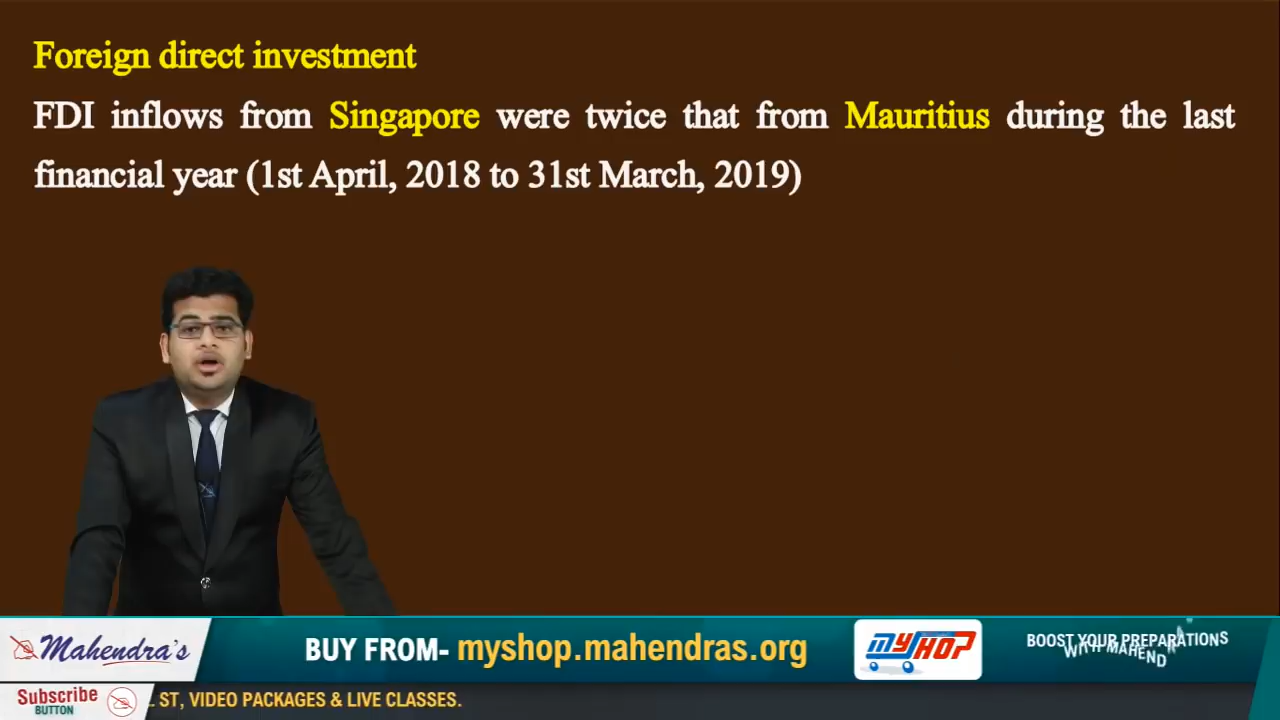 Foreign direct investment
FDI inflows from Singapore were twice that from Mauritius during the last
financial year (1st April, 2018 to 31st March, 2019)
Mahendra's
BUY FROM- myshop.mahendras.org
MYSHOP
BOOST YOUR PREPARATIONS
WITH MAHEND
Subscribe
BUTTON
ST, VIDEO PACKAGES & LIVE CLASSES.